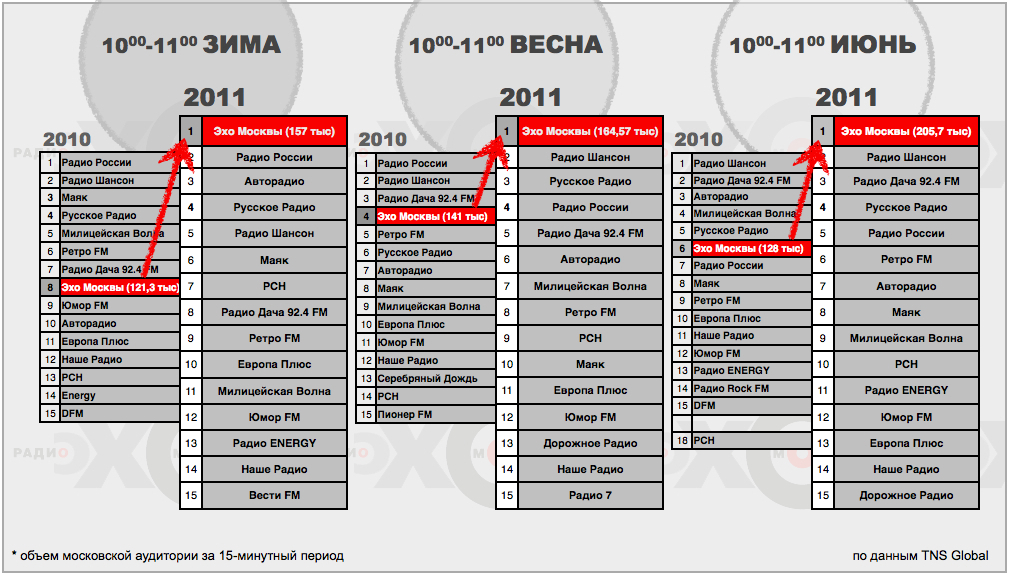 10⁰⁰-11⁰⁰ ЗИМА
2011
2010
1 Радио России
2 Радио Шансон
3 Маяк
4 Русское Радио
5 Милицейская Волна
6 Ретро FM
7 Радио Дача 92.4 FM
8 Эхо Москвы (121,3 тыс)
9 Юмор FM
10 Авторадио
11 Европа Плюс
12 Наше Радио
13 РСН
14 Energy
15 DFM
1 Эхо Москвы (157 тыс)
2 Радио России
3 Авторадио
4 Русское Радио
5 Радио Шансон
6 Маяк
7 РСН
8 Радио Дача 92.4 FM
9 Ретро FM
10 Европа Плюс
11 Милицейская Волна
12 Юмор FM
13 Радио ENERGY
14 Наше Радио
15 Вести FM
10⁰⁰-11⁰⁰ ВЕСНА
2011
2010
1 Радио России
2 Радио Шансон
3 Радио Дача 92.4 FM
4 Эхо Москвы (141 тыс)
5 Ретро FM
6 Русское Радио
7 Авторадио
8 Маяк
9 Милицейская Волна
10 Европа Плюс
11 Юмор FM
12 Наше Радио
13 Серебряный Дождь
14 РСН
15 Пионер FM
1 Эхо Москвы (164,57 тыс)
2 Радио Шансон
3 Русское Радио
4 Радио России
5 Радио Дача 92.4 FM
6 Авторадио
7 Милицейская Волна
8 Ретро FM
9 РСН
10 Маяк
11 Европа Плюс
12 Юмор FM
13 Дорожное Радио
14 Наше Радио
15 Радио 7
10⁰⁰-11⁰⁰ ИЮНЬ
2011
2010
1 Радио Шансон
2 Радио Дача 92.4 FM
3 Авторадио
4 Милицейская Волна
5 Русское Радио
6 Эхо Москвы (128 тыс)
7 Радио России
8 Маяк
9 Ретро FM
10 Европа Плюс
11 Наше Радио
12 Юмор FM
13 Радио ENERGY
14 Радио Rock FM
15 DFM
18 РСН
1 Эхо Москвы (205,7 тыс)
Радио Шансон
3 Радио Дача 92.4 FM
4 Русское Радио
5 Радио России
6 Ретро FM
7 Авторадио
8 Маяк
9 Милицейская Волна
10 РСН
11 Радио ENERGY
12 Юмор FM
13 Европа Плюс
14 Наше Радио
15 Дорожное Радио
* объем московской аудитории за 15-минутный период
по данным TNS Global